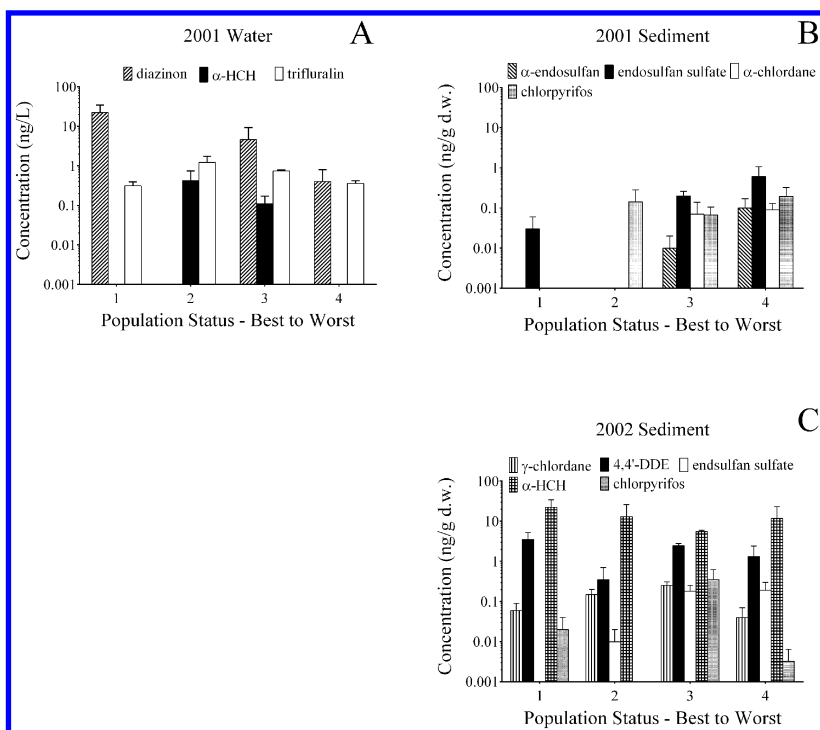 2001 Water
A
diazinon α-HCH trifluralin
Concentration (ng/L)
100
10
1
0.1
0.01
0.001
1 2 3 4
Population Status - Best to Worst
2001 Sediment
B
α-endosulfan endosulfan sulfate α-chlordane
chlorpyrifos
Concentration (ng/g d.w.)
100
10
1
0.1
0.01
0.001
1 2 3 4
Population Status - Best to Worst
2002 Sediment
C
γ-chlordane 4,4'-DDE endsulfan sulfate
α-HCH chlorpyrifos
Concentration (ng/g d.w.)
100
10
1
0.1
0.01
0.001
1 2 3 4
Population Status - Best to Worst